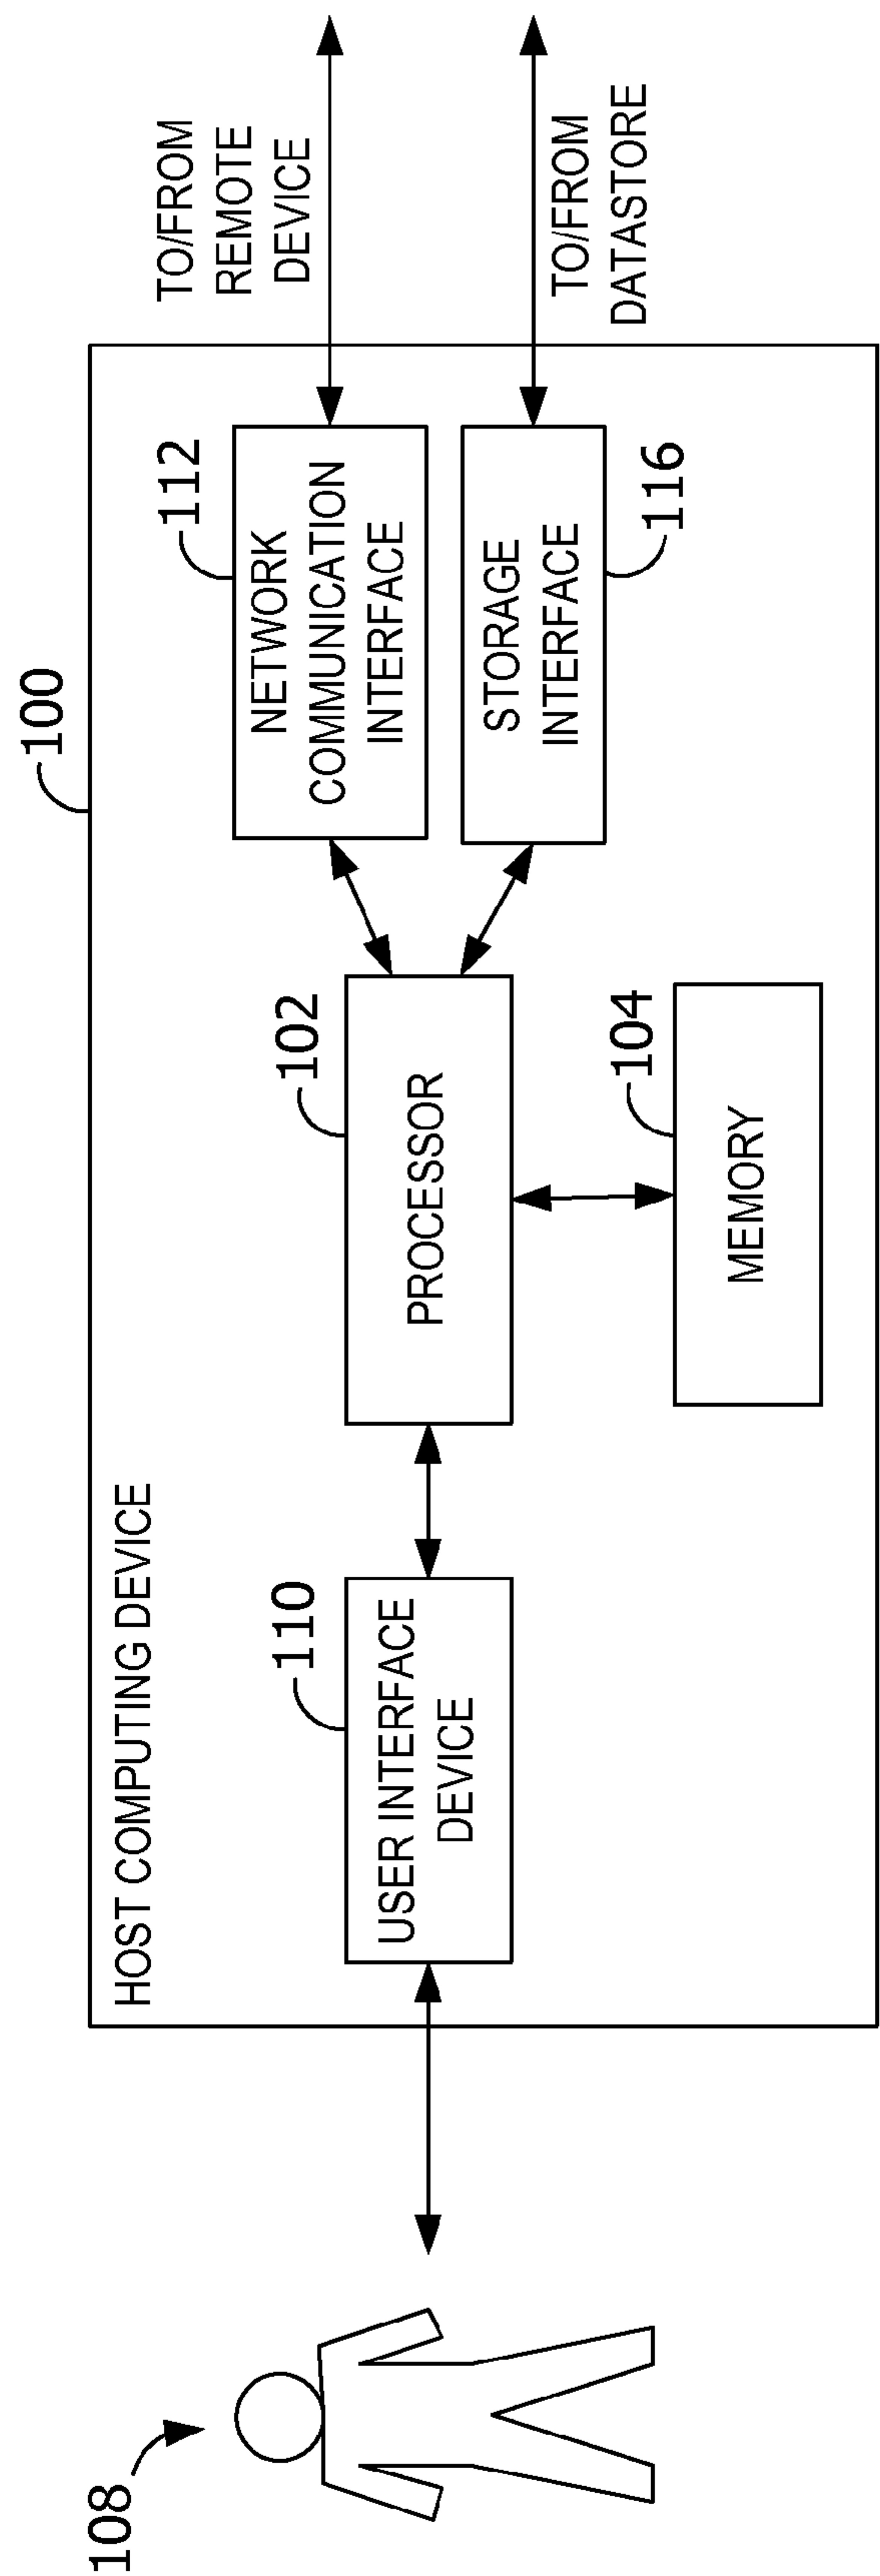 100
HOST COMPUTING DEVICE
108
110
USER INTERFACE
DEVICE
102
PROCESSOR
104
MEMORY
112
NETWORK
COMMUNICATION
INTERFACE
TO/FROM
REMOTE
DEVICE
STORAGE
INTERFACE
116
TO/FROM
DATASTORE